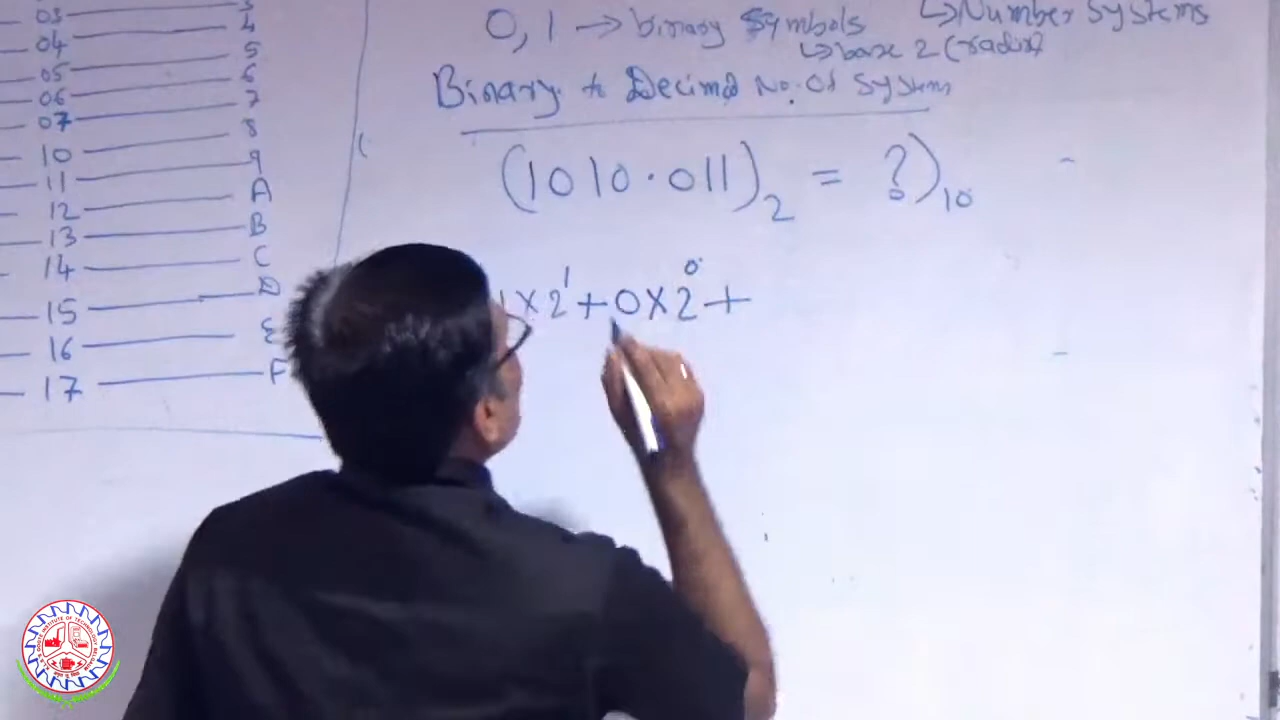 0, 1 → binary Symbols
↳ Number Systems
↳ base 2 (radix)
Binary to Decimal No. Of System
(1010.011)₂ = ?)₁₀
1 X 2¹ + 0 X 2⁰ +
03
04 4
05 5
06 6
07 7
10 8
11 9
12 A
13 B
14 C
15 D
16 E
17 F